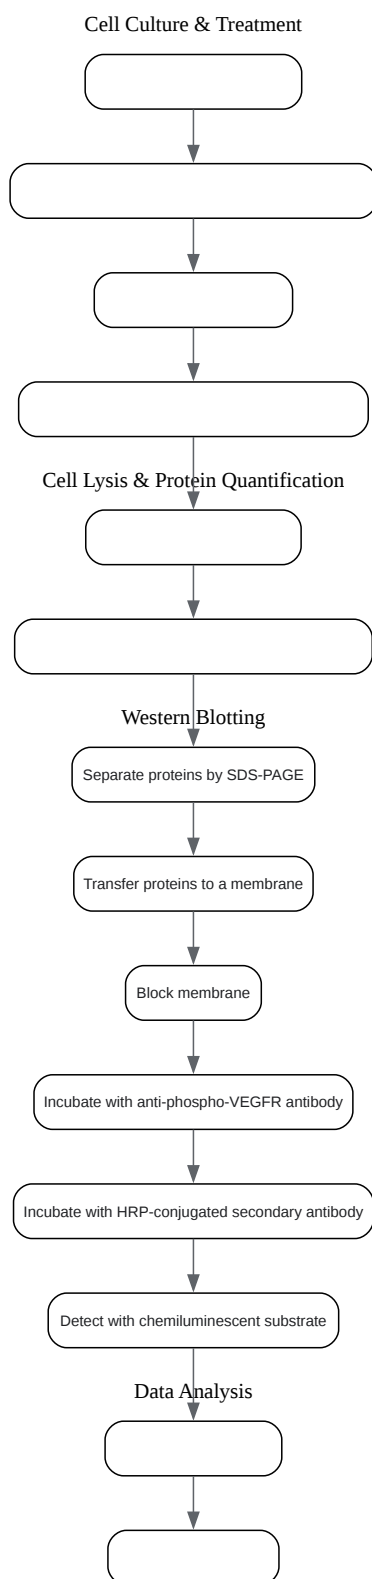 Cell Culture & Treatment
Cell Lysis & Protein Quantification
Western Blotting
Separate proteins by SDS-PAGE
Transfer proteins to a membrane
Block membrane
Incubate with anti-phospho-VEGFR antibody
Incubate with HRP-conjugated secondary antibody
Detect with chemiluminescent substrate
Data Analysis